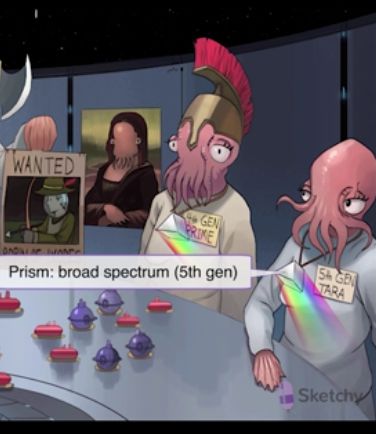 WANTED
4th GEN
PRIME
Prism: broad spectrum (5th gen)
5th GEN
TARA
Sketchy